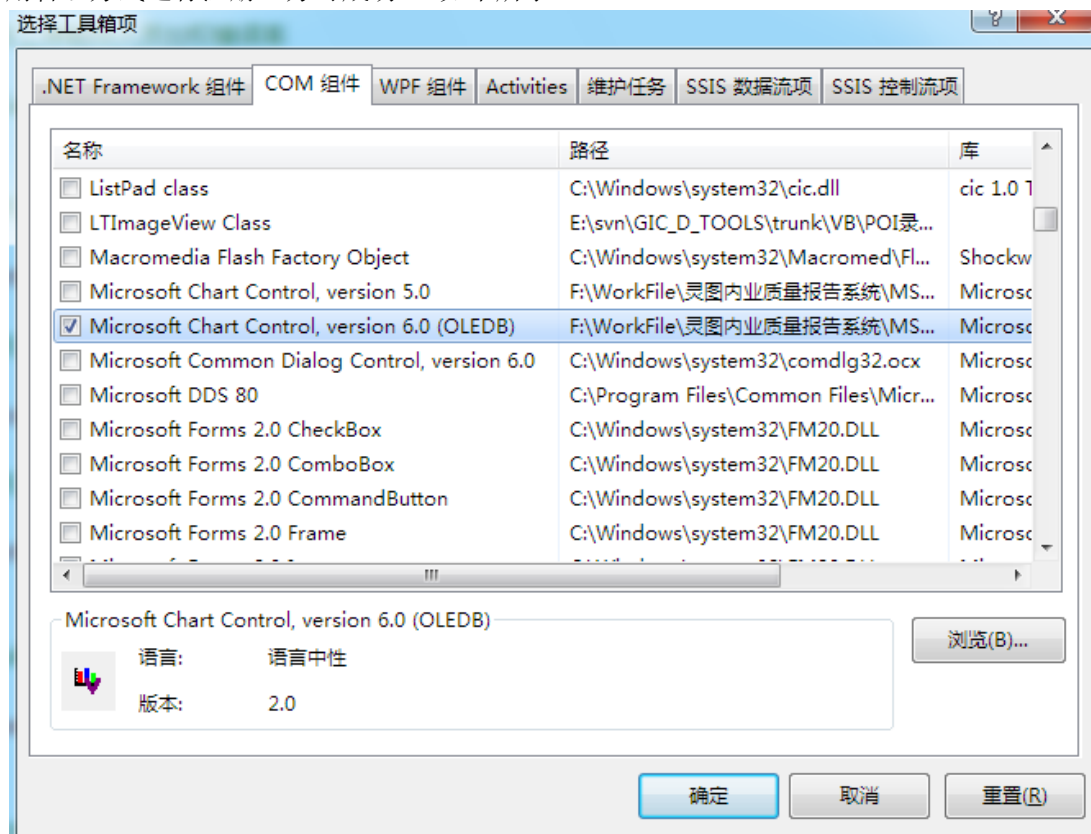 选择工具箱项
.NET Framework 组件 COM 组件 WPF 组件 Activities 维护任务 SSIS 数据流项 SSIS 控制流项
名称 路径 库
ListPad class C:\Windows\system32\cic.dll cic 1.0 T
LTImageView Class E:\svn\GIC_D_TOOLS\trunk\VB\POI录...
Macromedia Flash Factory Object C:\Windows\system32\Macromed\Fl... Shockw
Microsoft Chart Control, version 5.0 F:\WorkFile\灵图内业质量报告系统\MS... Microsc
Microsoft Chart Control, version 6.0 (OLEDB) F:\WorkFile\灵图内业质量报告系统\MS... Microsc
Microsoft Common Dialog Control, version 6.0 C:\Windows\system32\comdlg32.ocx Microsc
Microsoft DDS 80 C:\Program Files\Common Files\Micr... Microsc
Microsoft Forms 2.0 CheckBox C:\Windows\system32\FM20.DLL Microsc
Microsoft Forms 2.0 ComboBox C:\Windows\system32\FM20.DLL Microsc
Microsoft Forms 2.0 CommandButton C:\Windows\system32\FM20.DLL Microsc
Microsoft Forms 2.0 Frame C:\Windows\system32\FM20.DLL Microsc
Microsoft Chart Control, version 6.0 (OLEDB)
浏览(B)...
语言: 语言中性
版本: 2.0
确定 取消 重置(R)